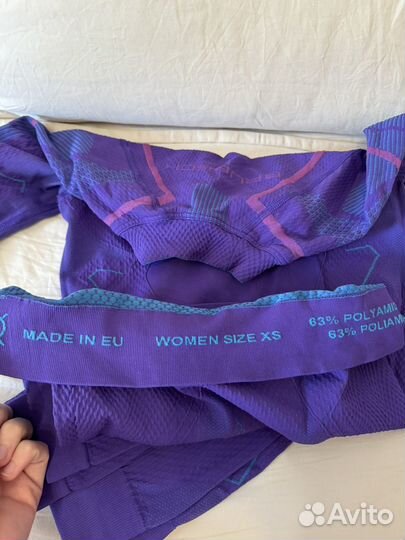 MADE IN EU WOMEN SIZE XS 63% POLYAMID
63% POLIAM
Avito